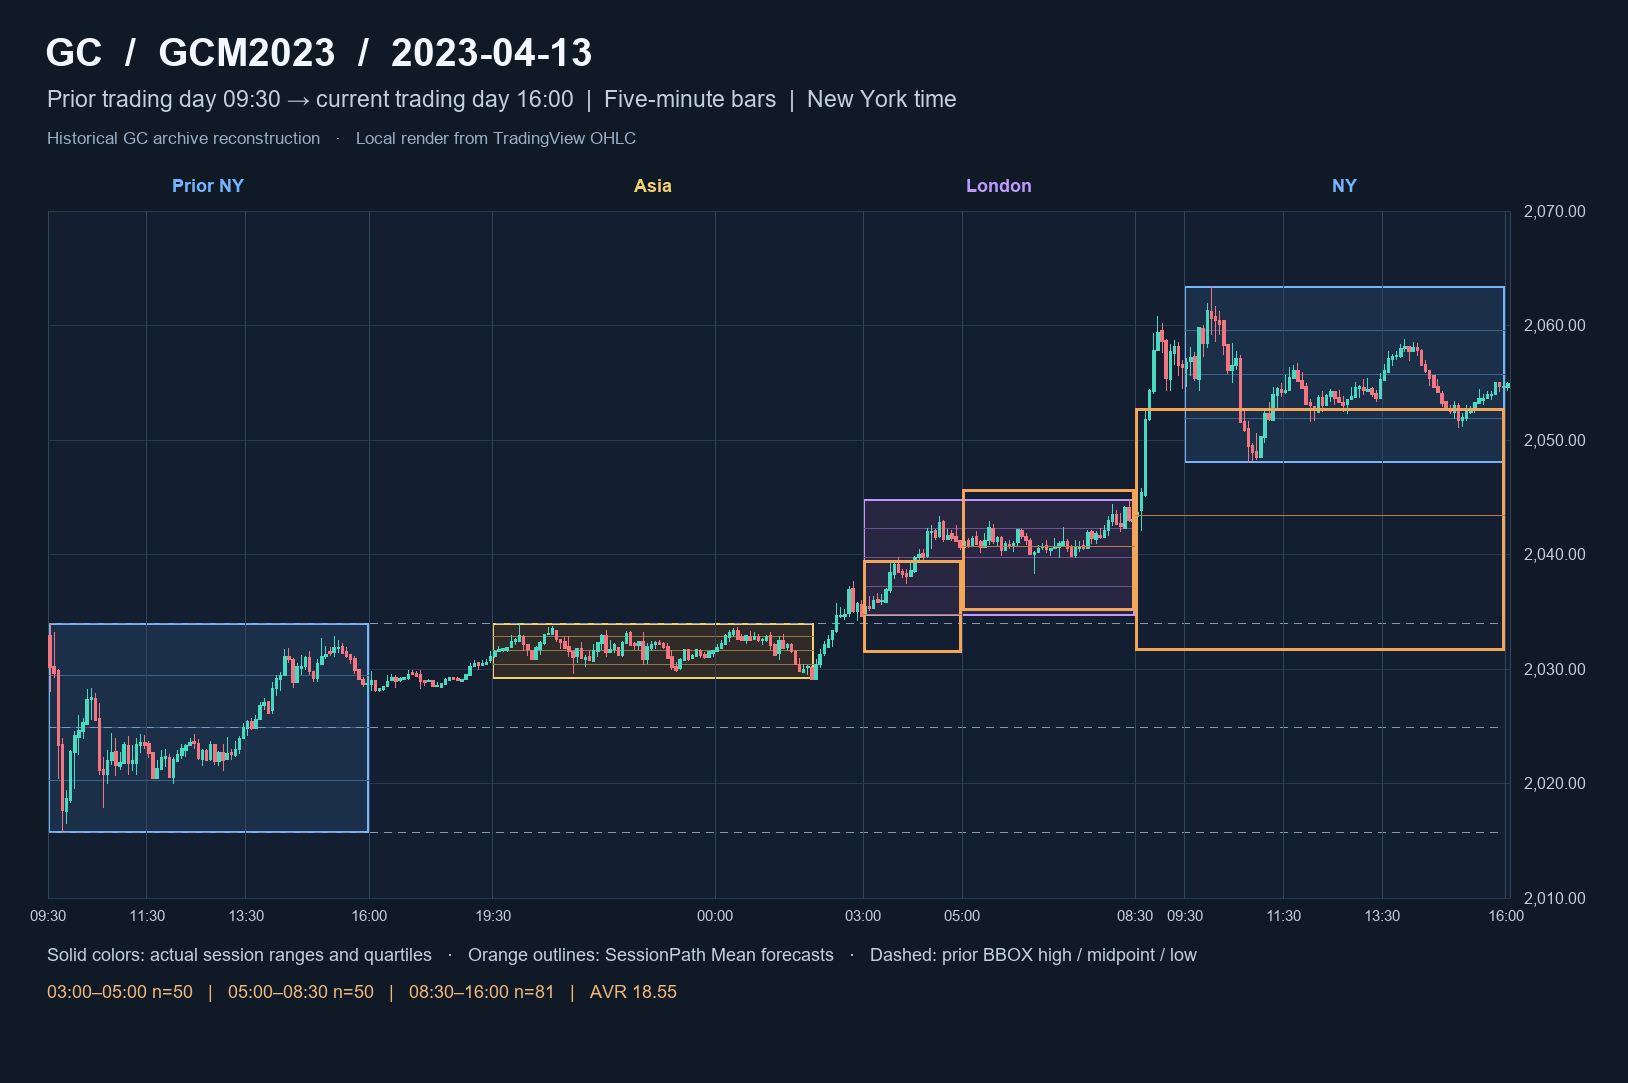 GC / GCM2023 / 2023-04-13
Prior trading day 09:30 → current trading day 16:00 | Five-minute bars | New York time
Historical GC archive reconstruction · Local render from TradingView OHLC
Prior NY Asia London NY
2,070.00
2,060.00
2,050.00
2,040.00
2,030.00
2,020.00
2,010.00
09:30 11:30 13:30 16:00 19:30 00:00 03:00 05:00 08:30 09:30 11:30 13:30 16:00
Solid colors: actual session ranges and quartiles · Orange outlines: SessionPath Mean forecasts · Dashed: prior BBOX high / midpoint / low
03:00–05:00 n=50 | 05:00–08:30 n=50 | 08:30–16:00 n=81 | AVR 18.55